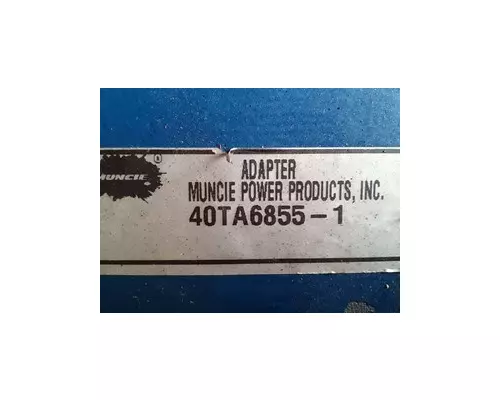 MUNCIE
ADAPTER
MUNCIE POWER PRODUCTS, INC.
40TA6855-1